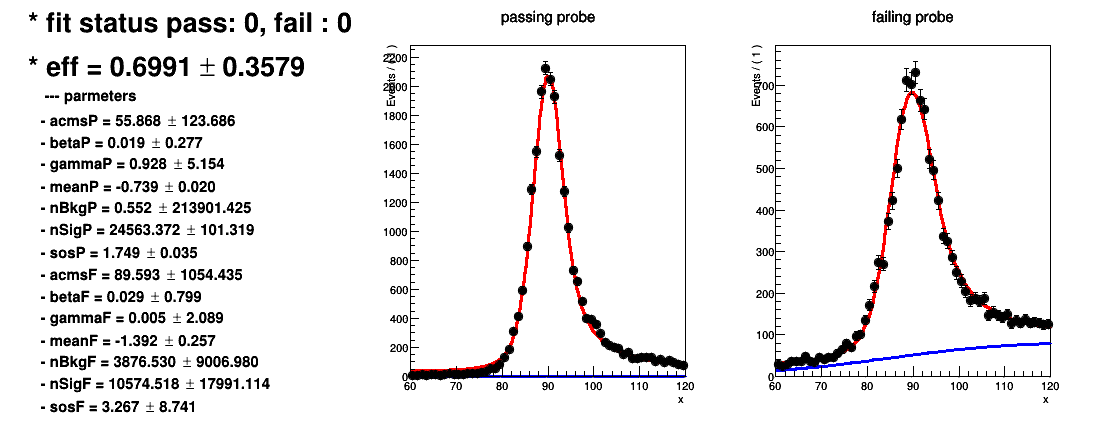 * fit status pass: 0, fail : 0
* eff = 0.6991 ± 0.3579
--- parmeters
- acmsP = 55.868 ± 123.686
- betaP = 0.019 ± 0.277
- gammaP = 0.928 ± 5.154
- meanP = -0.739 ± 0.020
- nBkgP = 0.552 ± 213901.425
- nSigP = 24563.372 ± 101.319
- sosP = 1.749 ± 0.035
- acmsF = 89.593 ± 1054.435
- betaF = 0.029 ± 0.799
- gammaF = 0.005 ± 2.089
- meanF = -1.392 ± 0.257
- nBkgF = 3876.530 ± 9006.980
- nSigF = 10574.518 ± 17991.114
- sosF = 3.267 ± 8.741
passing probe
Events / ( 1 )
2200
2000
1800
1600
1400
1200
1000
800
600
400
200
0
60 70 80 90 100 110 120
x
failing probe
Events / ( 1 )
700
600
500
400
300
200
100
0
60 70 80 90 100 110 120
x